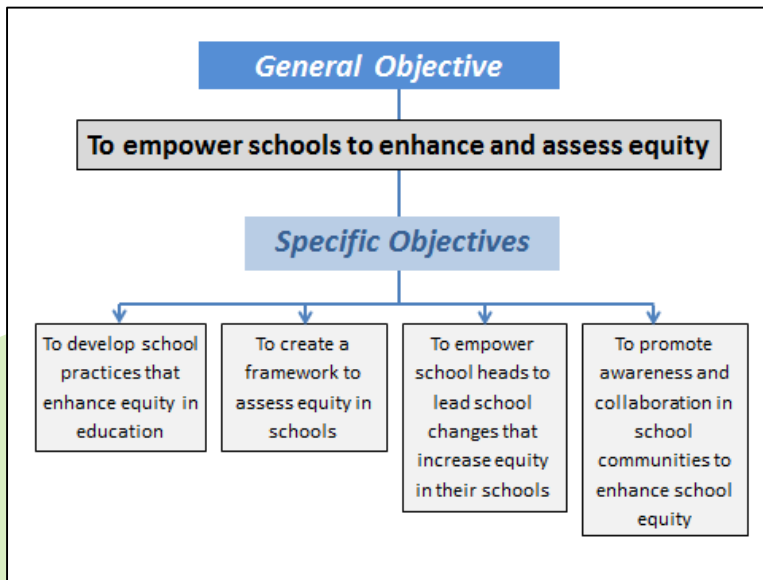 General Objective
To empower schools to enhance and assess equity
Specific Objectives
To develop school
practices that
enhance equity in
education
To create a
framework to
assess equity in
schools
To empower
school heads to
lead school
changes that
increase equity
in their schools
To promote
awareness and
collaboration in
school
communities to
enhance school
equity